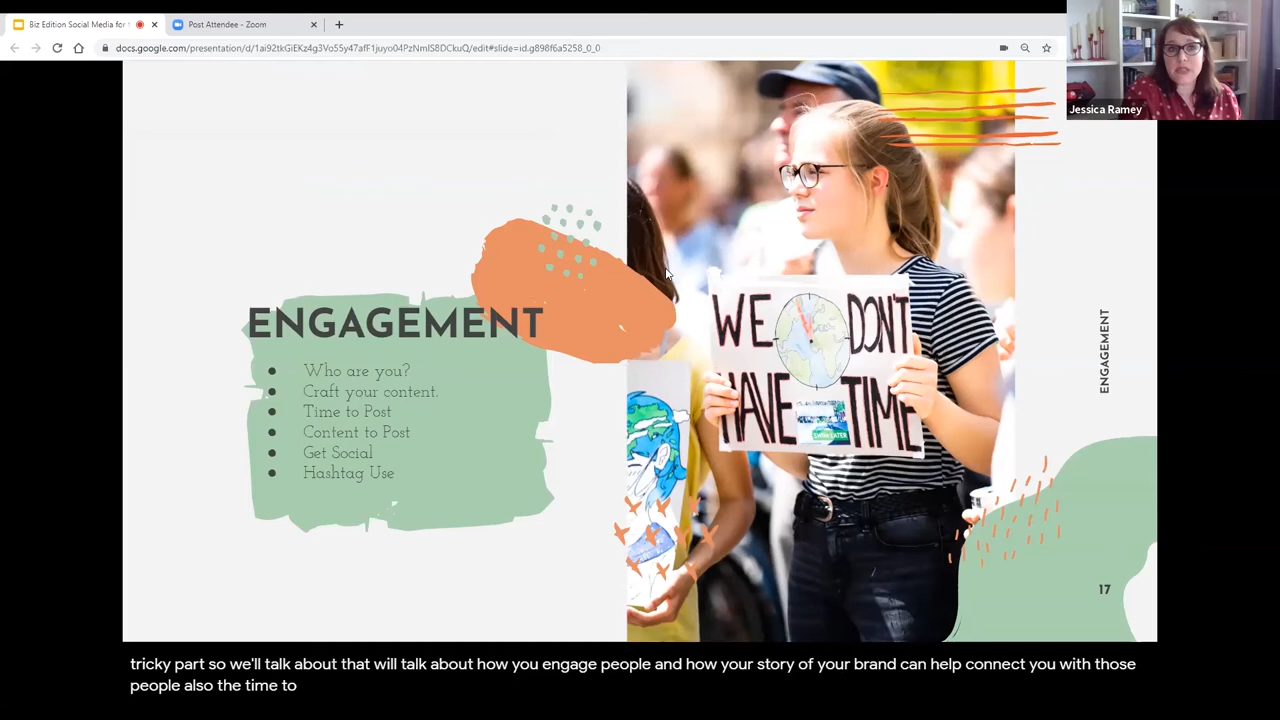 Biz Edition Social Media for
Post Attendee - Zoom
docs.google.com/presentation/d/1ai92tkGiEKz4g3Vo55y47afF1juyo04PzNmIS8DCkuQ/edit#slide=id.g898f6a5258_0_0
Jessica Ramey
ENGAGEMENT
● Who are you?
● Craft your content.
● Time to Post
● Content to Post
● Get Social
● Hashtag Use
WE DON'T
HAVE TIME
ENGAGEMENT
17
tricky part so we'll talk about that will talk about how you engage people and how your story of your brand can help connect you with those
people also the time to